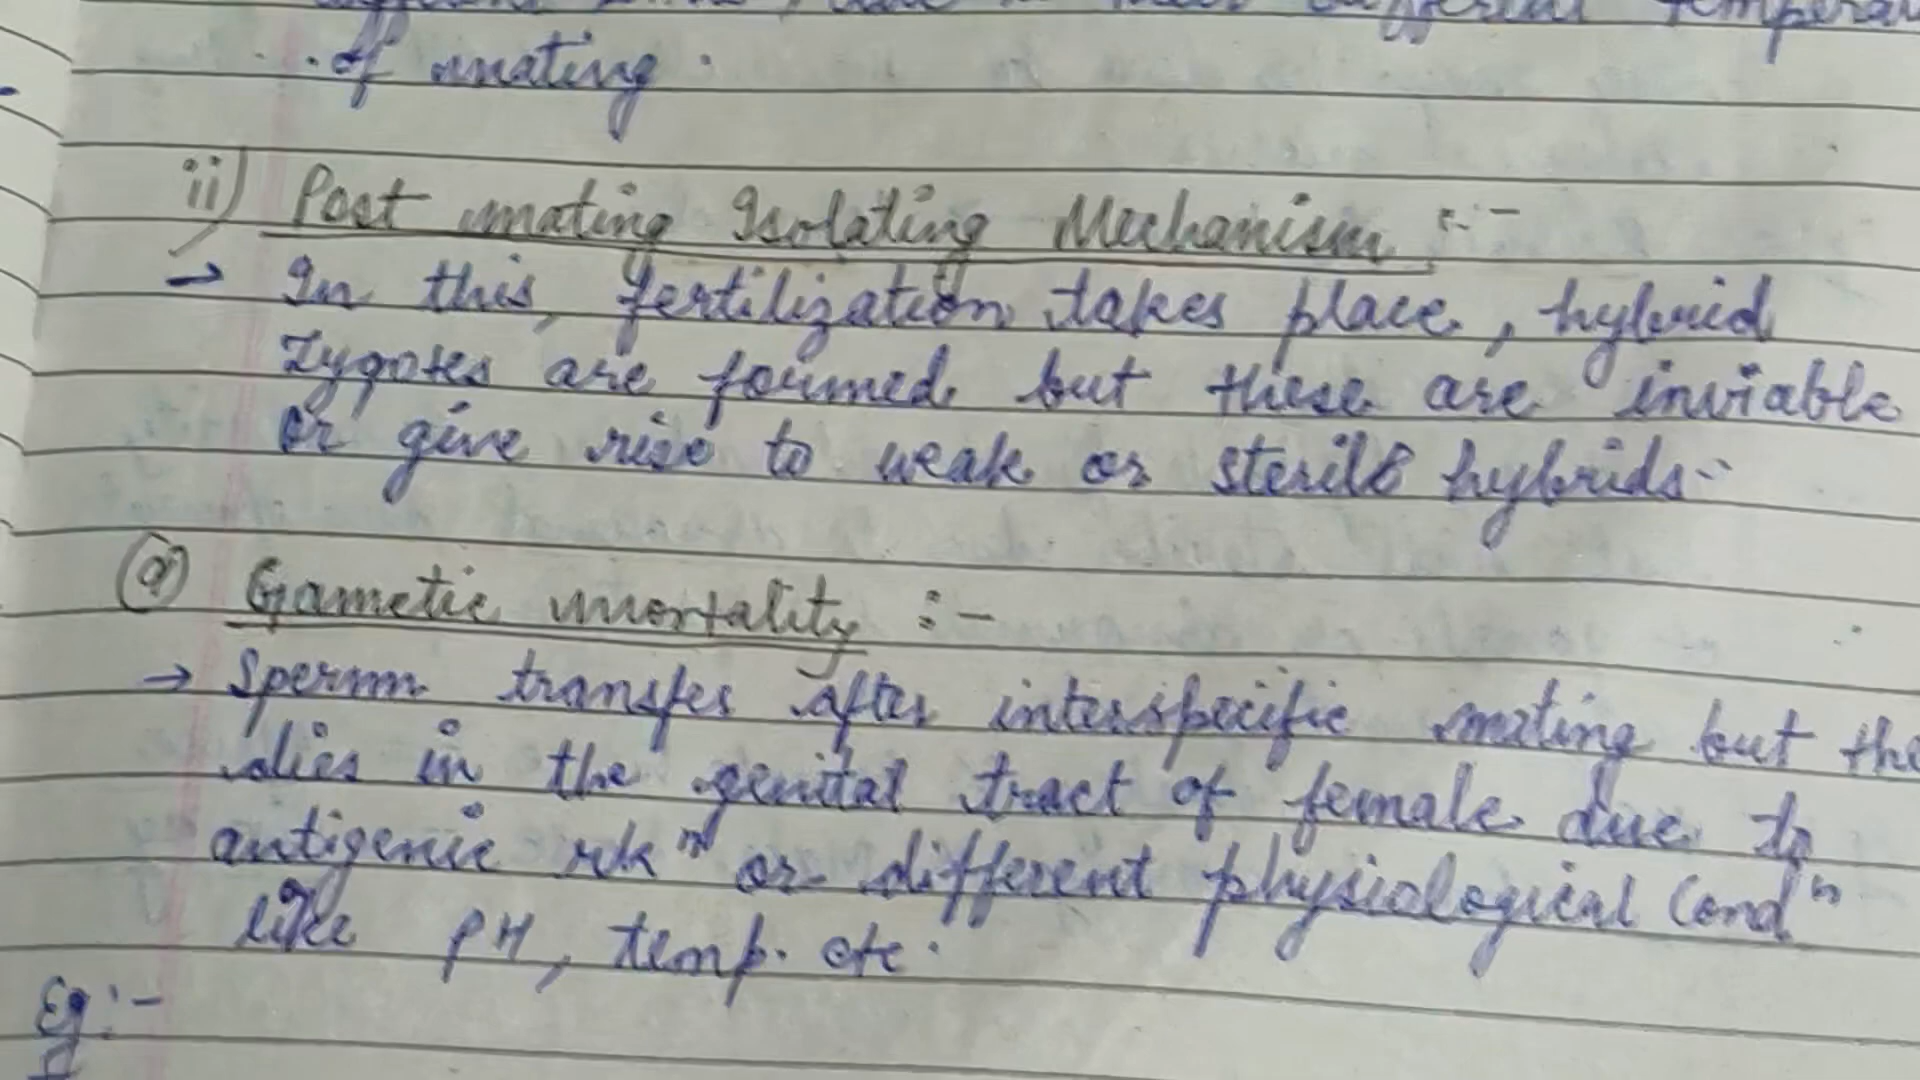 temperat
.. of mating.
ii) Post mating Isolating Mechanism :-
→ In this, fertilization takes place, hybrid
zygotes are formed but these are inviable
or give rise to weak or sterile hybrids.
(a) Gametic mortality :-
→ Sperm transfer after interspecific mating but the
dies in the genital tract of female due to
antigenic rxkⁿ or different physiological condⁿ
like PH, temp. etc.
Eg:-